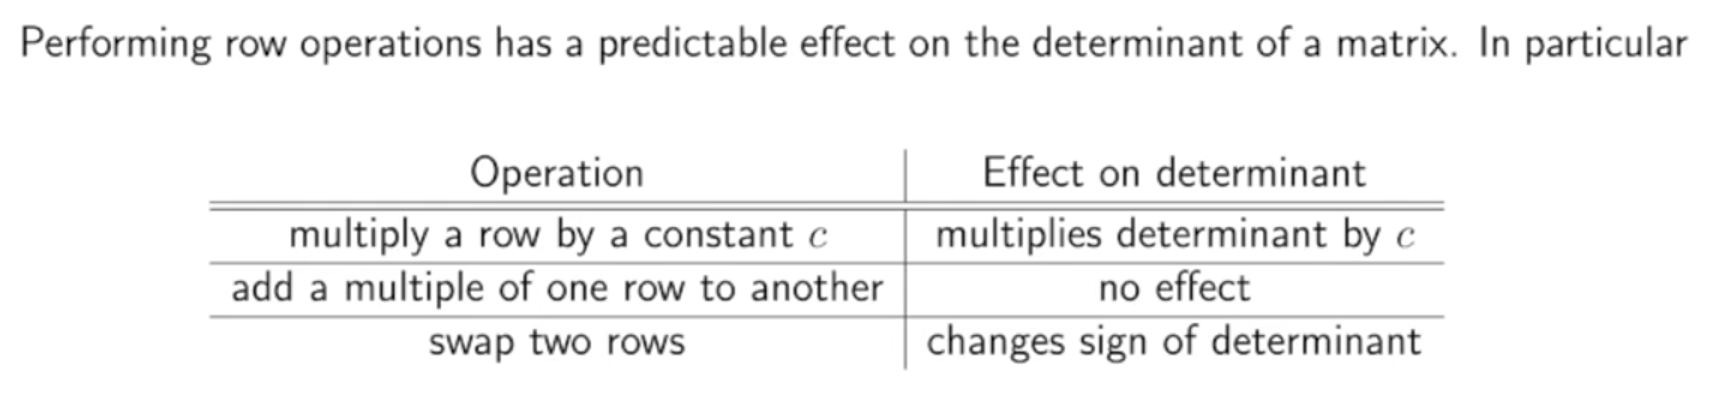 Performing row operations has a predictable effect on the determinant of a matrix. In particular
Operation Effect on determinant
multiply a row by a constant c multiplies determinant by c
add a multiple of one row to another no effect
swap two rows changes sign of determinant